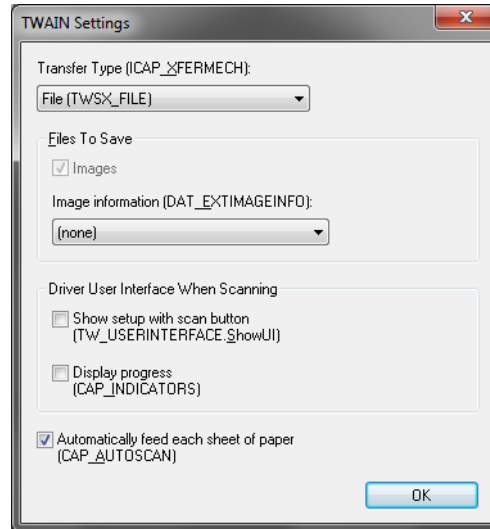 TWAIN Settings
Transfer Type (ICAP_XFERMECH):
File (TWSX_FILE)
Files To Save
Images
Image information (DAT_EXTIMAGEINFO):
(none)
Driver User Interface When Scanning
Show setup with scan button
(TW_USERINTERFACE.ShowUI)
Display progress
(CAP_INDICATORS)
Automatically feed each sheet of paper
(CAP_AUTOSCAN)
OK